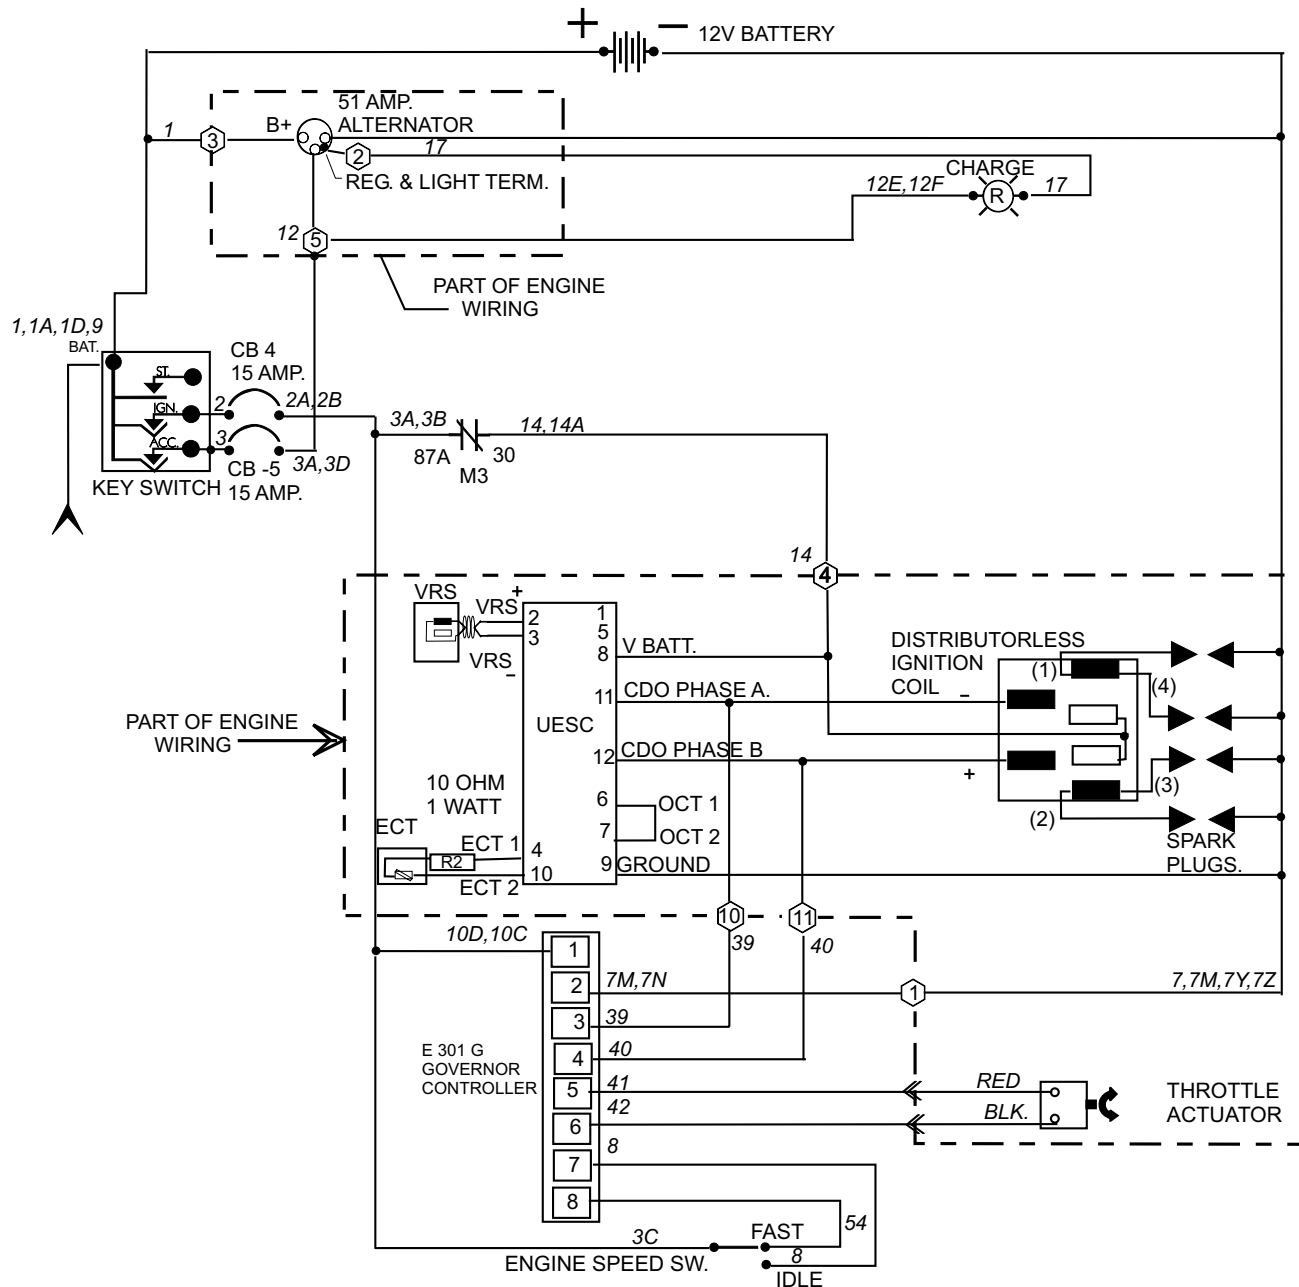 + − 12V BATTERY
51 AMP.
ALTERNATOR
B+
1
3
2
17
REG. & LIGHT TERM.
CHARGE
12E,12F
R
17
12
5
PART OF ENGINE
WIRING
1,1A,1D,9
BAT.
ST.
IGN.
ACC.
KEY SWITCH
CB 4
15 AMP.
2
2A,2B
3
CB -5
15 AMP.
3A,3D
3A,3B
87A
M3
30
14,14A
14
4
VRS
VRS
+
VRS
−
2
3
1
5
8
V BATT.
11
CDO PHASE A.
UESC
12
CDO PHASE B
10 OHM
1 WATT
6
OCT 1
7
OCT 2
ECT
ECT 1
4
R2
ECT 2
10
9
GROUND
DISTRIBUTORLESS
IGNITION
COIL
−
+
(1)
(4)
(3)
(2)
SPARK
PLUGS.
PART OF ENGINE
WIRING
10
11
39
40
10D,10C
1
2
3
4
5
6
7
8
7M,7N
39
40
41
42
8
1
7,7M,7Y,7Z
E 301 G
GOVERNOR
CONTROLLER
RED
BLK.
THROTTLE
ACTUATOR
54
3C
FAST
8
ENGINE SPEED SW.
IDLE